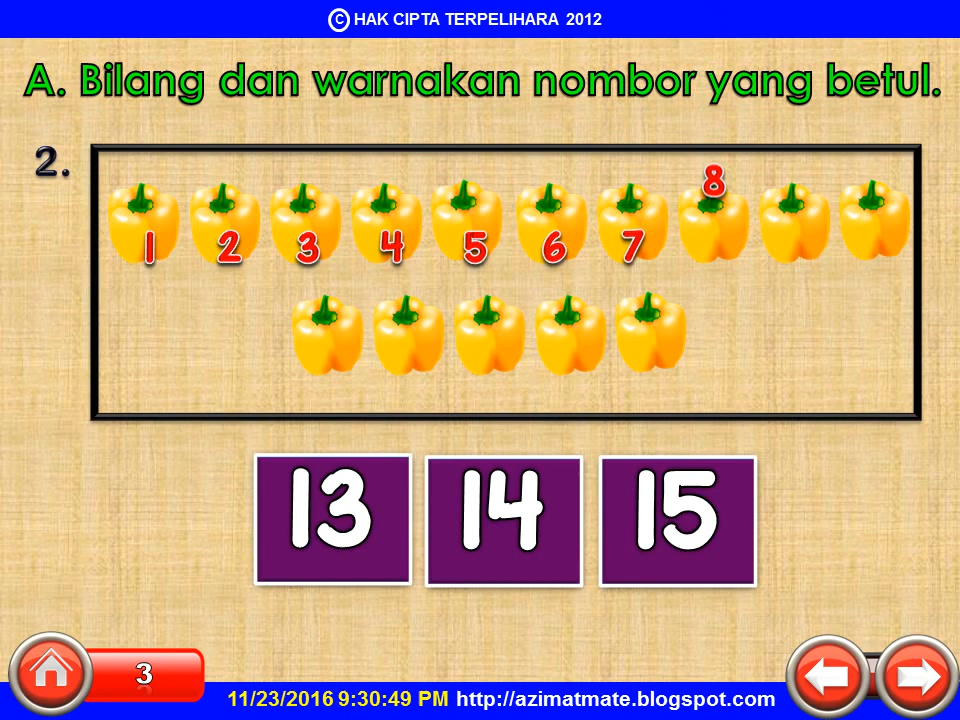 © HAK CIPTA TERPELIHARA 2012
A. Bilang dan warnakan nombor yang betul.
2.
8
1 2 3 4 5 6 7
13 14 15
3
11/23/2016 9:30:49 PM http://azimatmate.blogspot.com